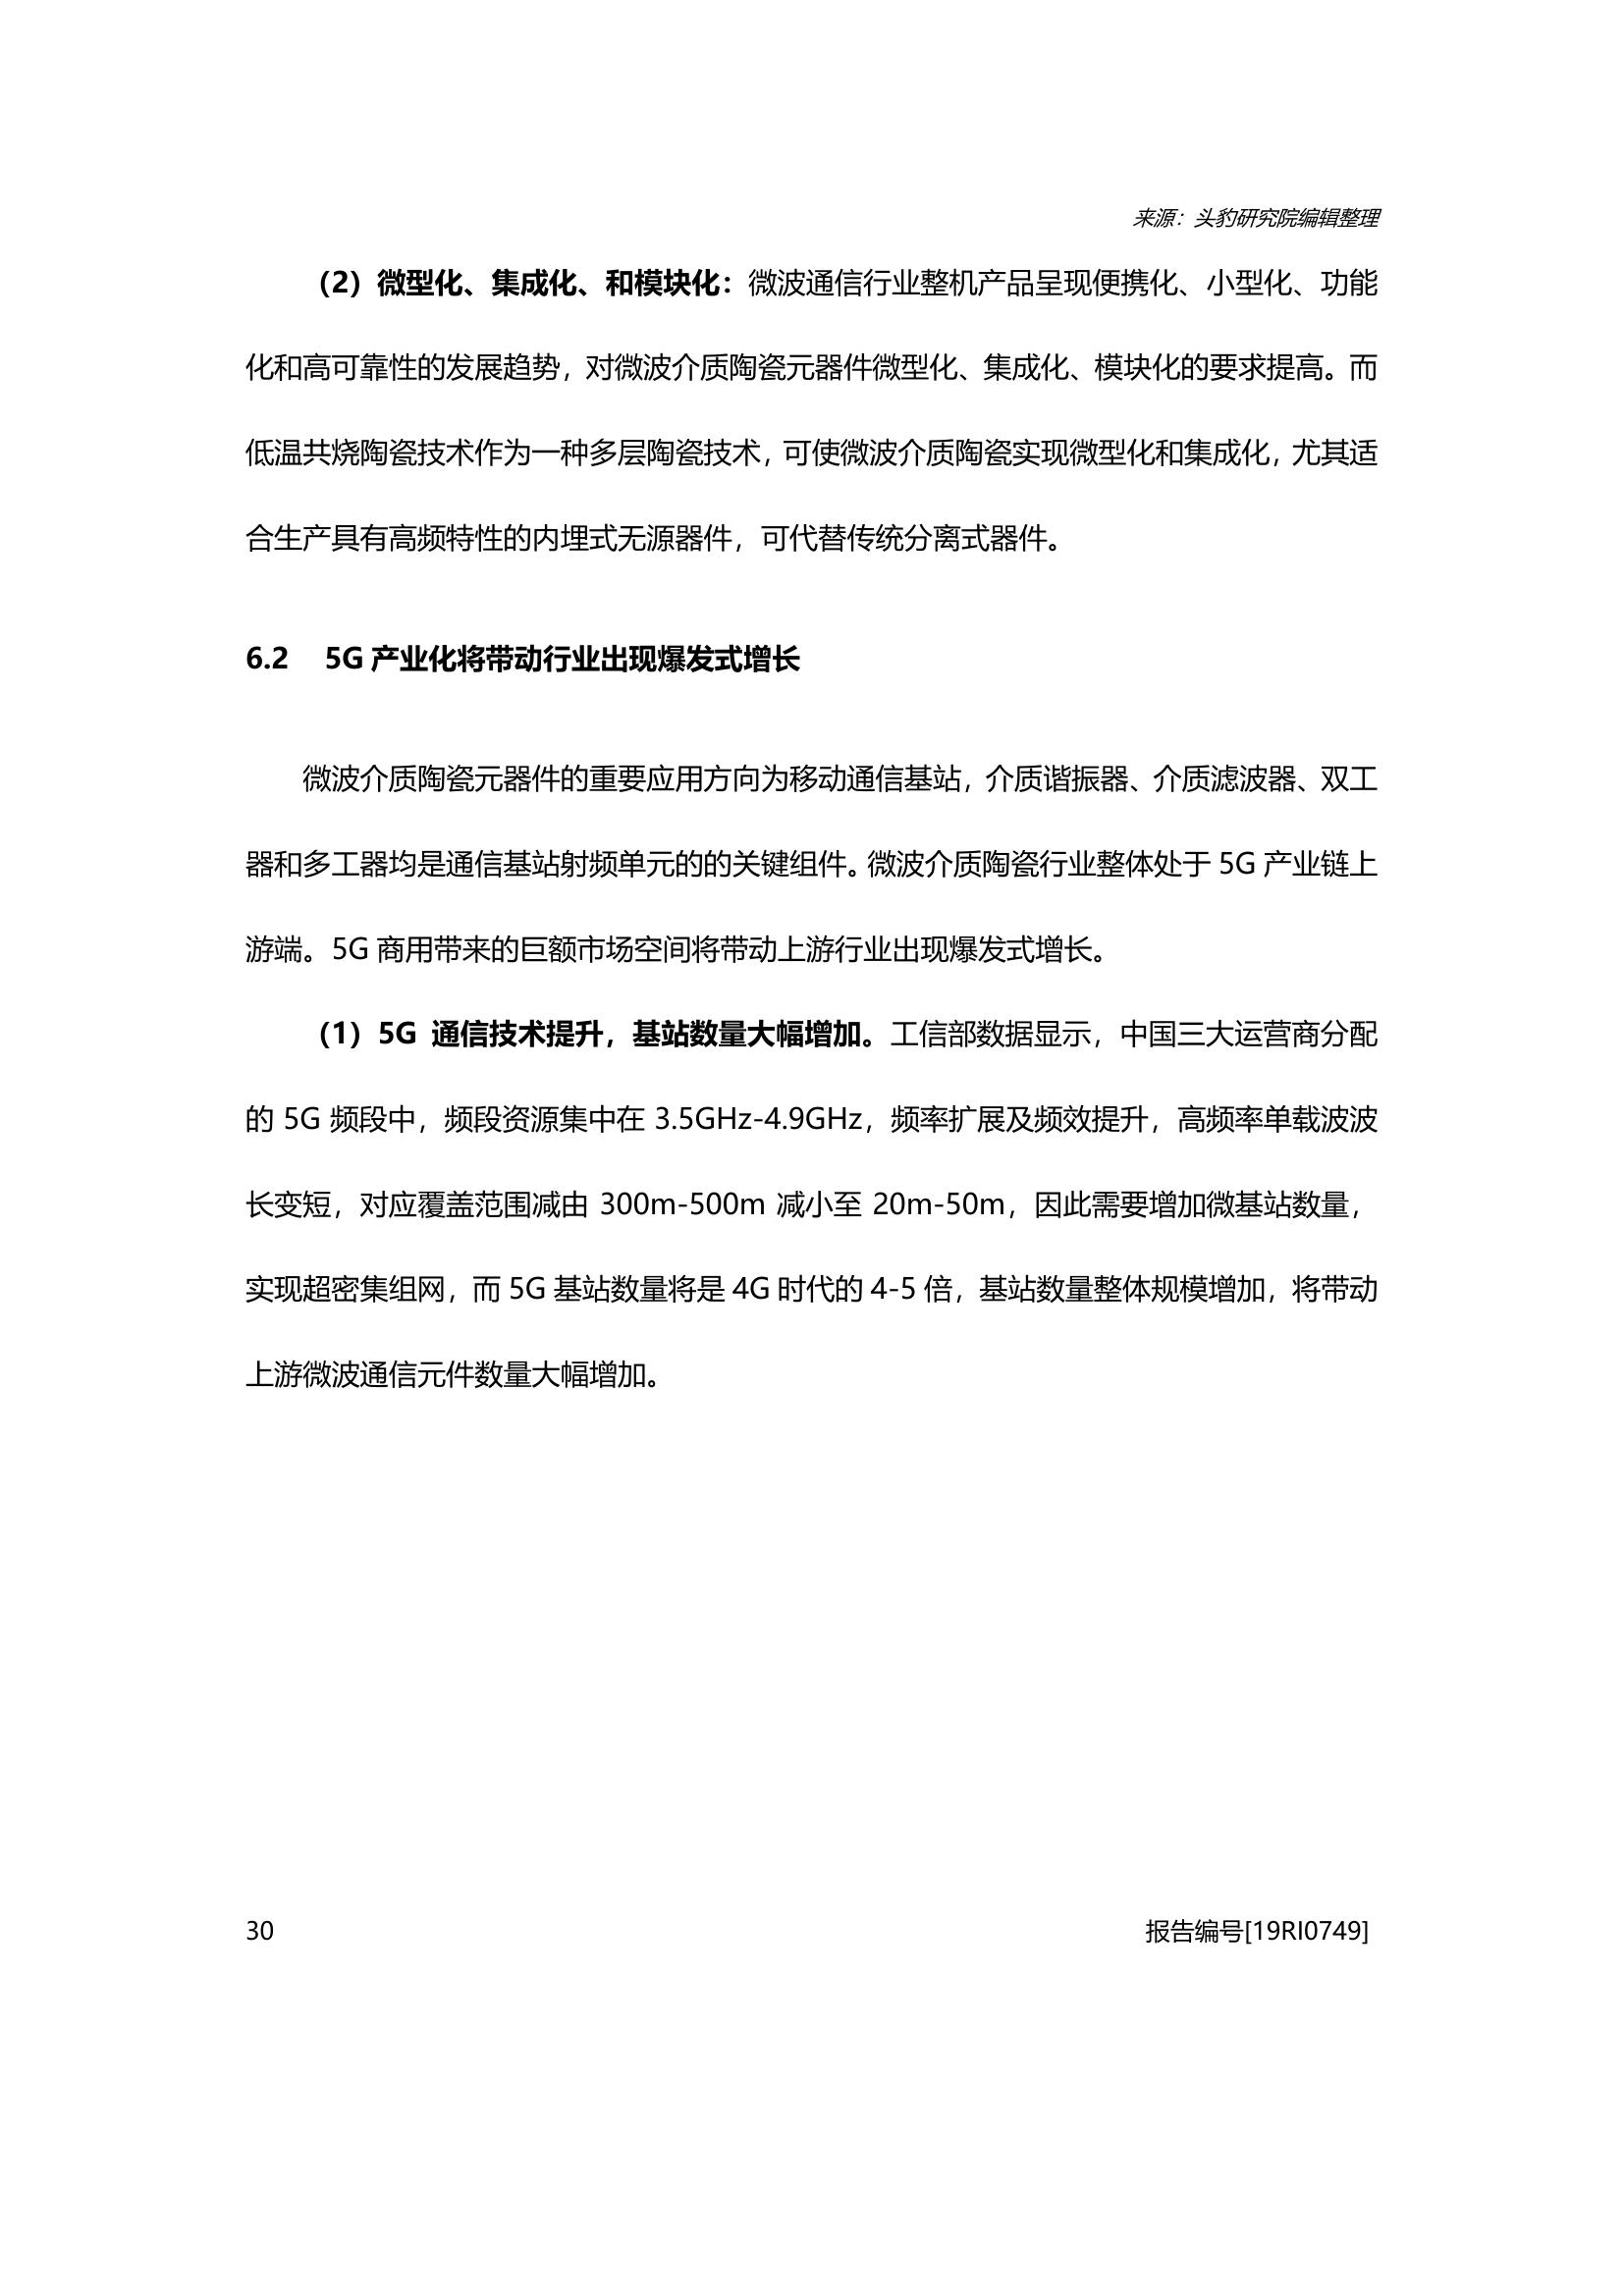 来源：头豹研究院编辑整理
（2）微型化、集成化、和模块化：微波通信行业整机产品呈现便携化、小型化、功能
化和高可靠性的发展趋势，对微波介质陶瓷元器件微型化、集成化、模块化的要求提高。而
低温共烧陶瓷技术作为一种多层陶瓷技术，可使微波介质陶瓷实现微型化和集成化，尤其适
合生产具有高频特性的内埋式无源器件，可代替传统分离式器件。
6.2 5G 产业化将带动行业出现爆发式增长
微波介质陶瓷元器件的重要应用方向为移动通信基站，介质谐振器、介质滤波器、双工
器和多工器均是通信基站射频单元的的关键组件。微波介质陶瓷行业整体处于 5G 产业链上
游端。5G 商用带来的巨额市场空间将带动上游行业出现爆发式增长。
（1）5G 通信技术提升，基站数量大幅增加。工信部数据显示，中国三大运营商分配
的 5G 频段中，频段资源集中在 3.5GHz-4.9GHz，频率扩展及频效提升，高频率单载波波
长变短，对应覆盖范围减由 300m-500m 减小至 20m-50m，因此需要增加微基站数量，
实现超密集组网，而 5G 基站数量将是 4G 时代的 4-5 倍，基站数量整体规模增加，将带动
上游微波通信元件数量大幅增加。
30 报告编号[19RI0749]